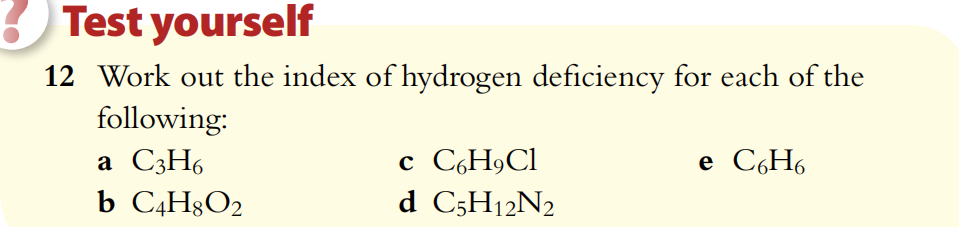 ? Test yourself
12 Work out the index of hydrogen deficiency for each of the
following:
a C₃H₆ c C₆H₉Cl e C₆H₆
b C₄H₈O₂ d C₅H₁₂N₂